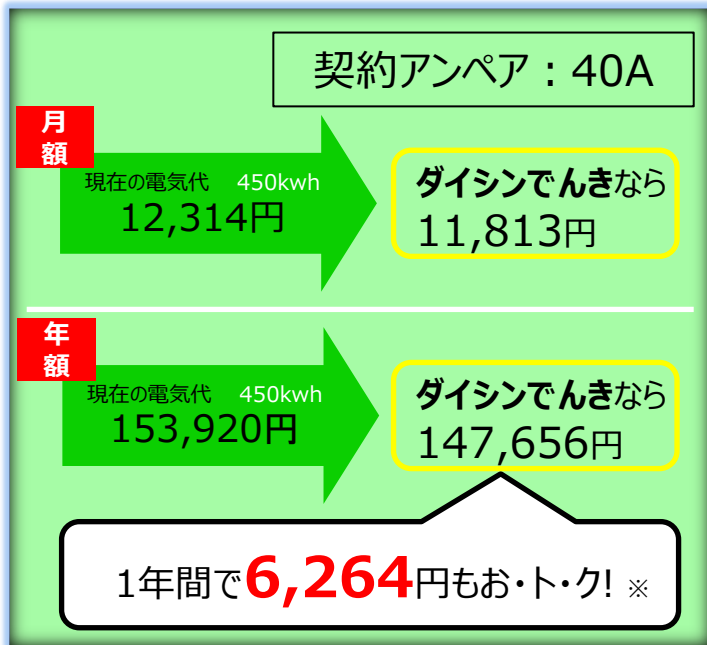 契約アンペア:40A
月
額
現在の電気代 450kwh
12,314円
ダイシンでんきなら
11,813円
年
額
現在の電気代 450kwh
153,920円
ダイシンでんきなら
147,656円
1年間で6,264円もお・ト・ク! ※